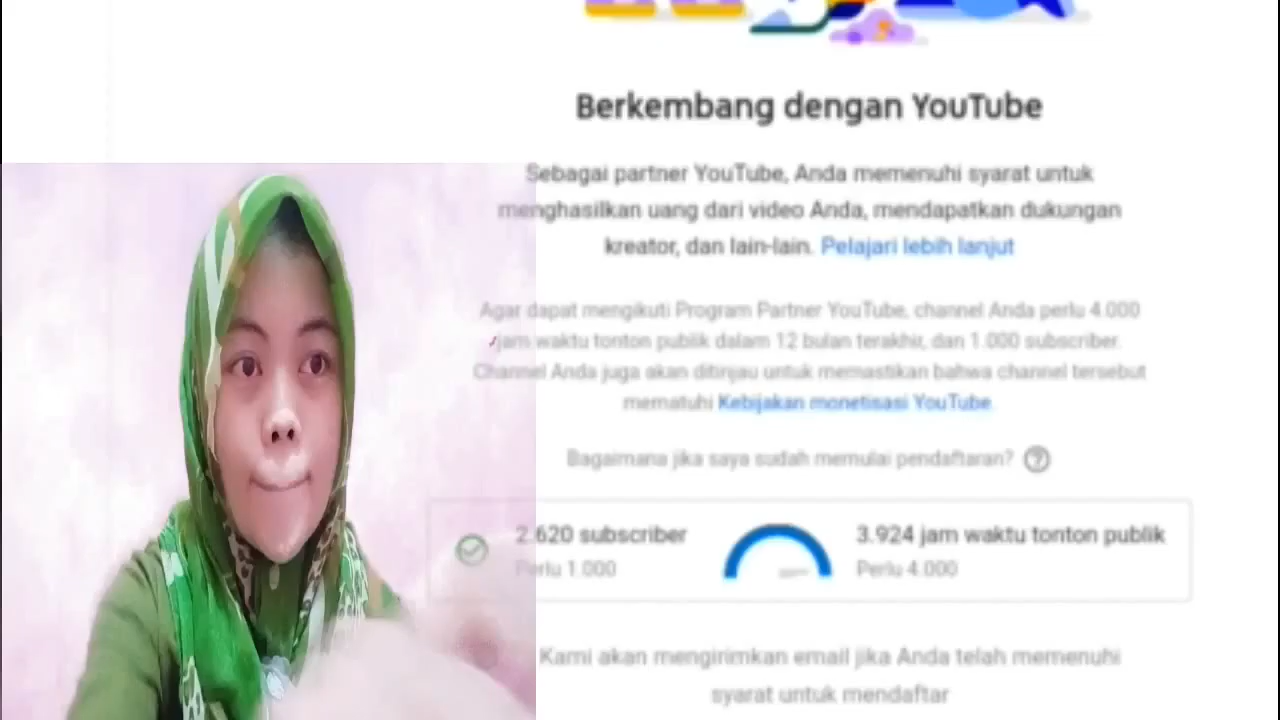 Berkembang dengan YouTube
Sebagai partner YouTube, Anda memenuhi syarat untuk
menghasilkan uang dari video Anda, mendapatkan dukungan
kreator, dan lain-lain. Pelajari lebih lanjut
Agar dapat mengikuti Program Partner YouTube, channel Anda perlu 4.000
jam waktu tonton publik dalam 12 bulan terakhir, dan 1.000 subscriber.
Channel Anda juga akan ditinjau untuk memastikan bahwa channel tersebut
mematuhi Kebijakan monetisasi YouTube.
Bagaimana jika saya sudah memulai pendaftaran? ?
2.620 subscriber
Perlu 1.000
3.924 jam waktu tonton publik
Perlu 4.000
Kami akan mengirimkan email jika Anda telah memenuhi
syarat untuk mendaftar